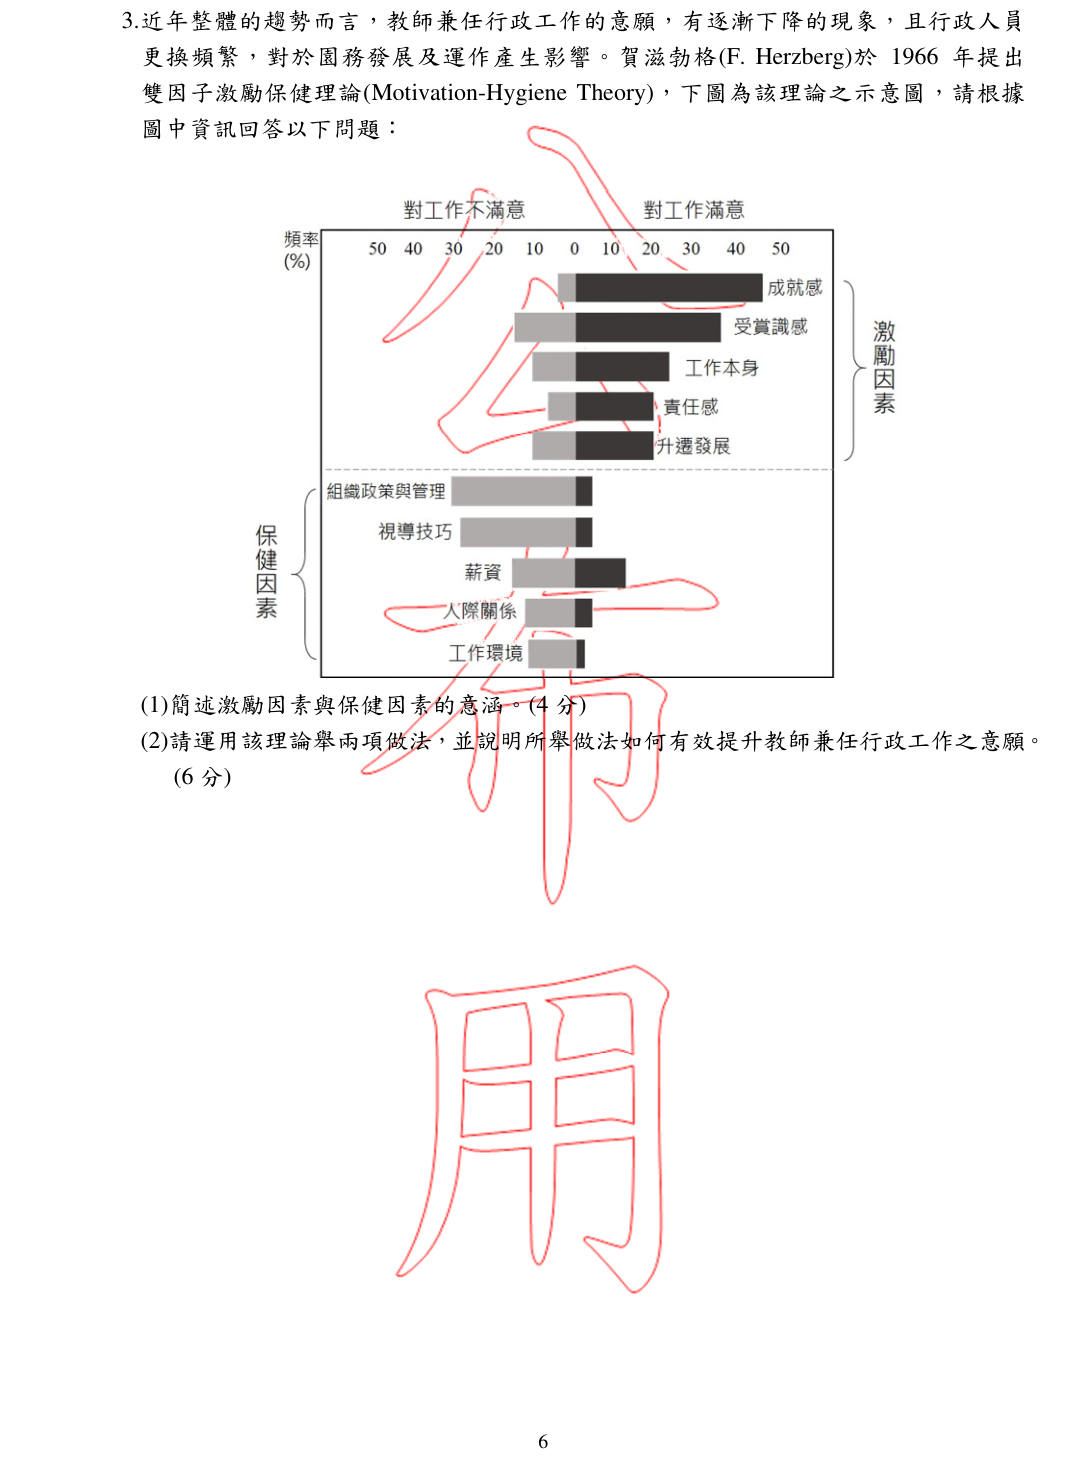 3.近年整體的趨勢而言，教師兼任行政工作的意願，有逐漸下降的現象，且行政人員
更換頻繁，對於園務發展及運作產生影響。賀滋勃格(F. Herzberg)於 1966 年提出
雙因子激勵保健理論(Motivation-Hygiene Theory)，下圖為該理論之示意圖，請根據
圖中資訊回答以下問題：
對工作不滿意 對工作滿意
頻率
(%)
50 40 30 20 10 0 10 20 30 40 50
成就感
受賞識感
工作本身
責任感
升遷發展
激勵因素
組織政策與管理
視導技巧
薪資
人際關係
工作環境
保健因素
(1)簡述激勵因素與保健因素的意涵。(4 分)
(2)請運用該理論舉兩項做法，並說明所舉做法如何有效提升教師兼任行政工作之意願。
(6 分)
公布用
6